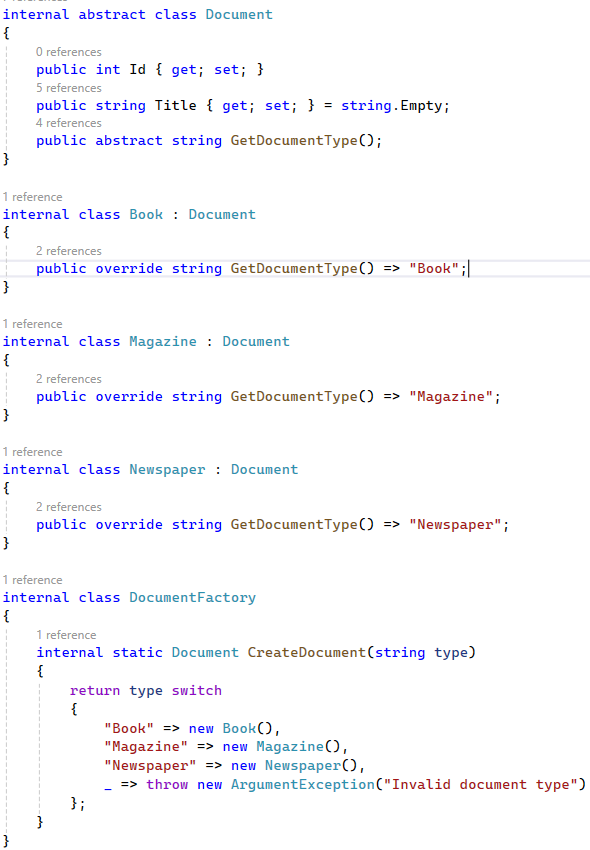 1 reference
internal abstract class Document
{
0 references
public int Id { get; set; }
5 references
public string Title { get; set; } = string.Empty;
4 references
public abstract string GetDocumentType();
}
1 reference
internal class Book : Document
{
2 references
public override string GetDocumentType() => "Book";
}
1 reference
internal class Magazine : Document
{
2 references
public override string GetDocumentType() => "Magazine";
}
1 reference
internal class Newspaper : Document
{
2 references
public override string GetDocumentType() => "Newspaper";
}
1 reference
internal class DocumentFactory
{
1 reference
internal static Document CreateDocument(string type)
{
return type switch
{
"Book" => new Book(),
"Magazine" => new Magazine(),
"Newspaper" => new Newspaper(),
_ => throw new ArgumentException("Invalid document type")
};
}
}